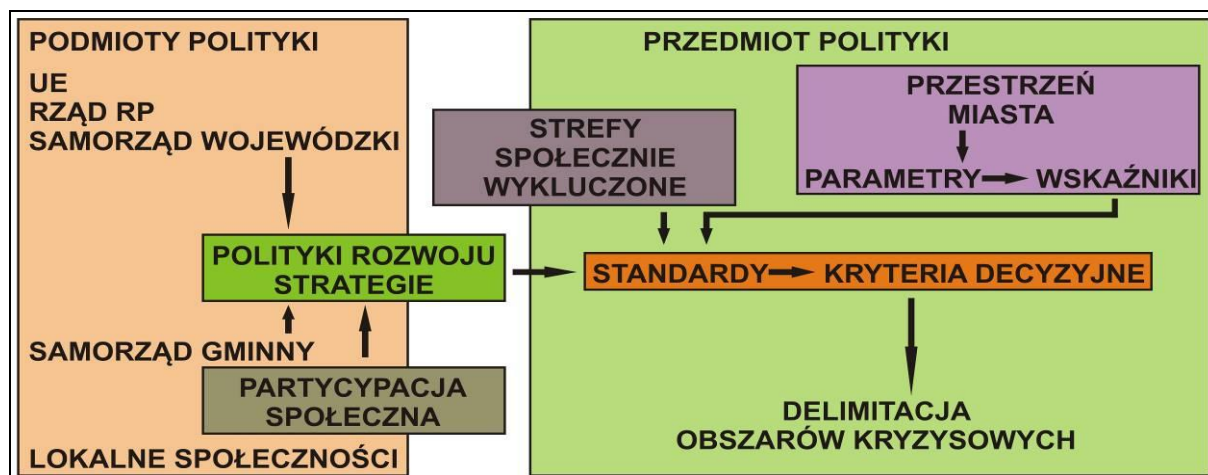 PODMIOTY POLITYKI
UE
RZĄD RP
SAMORZĄD WOJEWÓDZKI
POLITYKI ROZWOJU
STRATEGIE
SAMORZĄD GMINNY
PARTYCYPACJA
SPOŁECZNA
LOKALNE SPOŁECZNOŚCI
PRZEDMIOT POLITYKI
STREFY
SPOŁECZNIE
WYKLUCZONE
PRZESTRZEŃ
MIASTA
PARAMETRY WSKAŹNIKI
STANDARDY KRYTERIA DECYZYJNE
DELIMITACJA
OBSZARÓW KRYZYSOWYCH